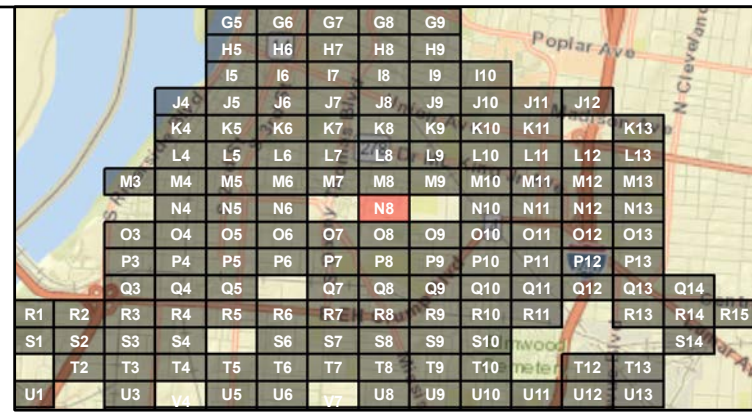 G5 G6 G7 G8 G9
H5 H6 H7 H8 H9
Poplar Ave
N Cleveland
I5 I6 I7 I8 I9 I10
J4 J5 J6 J7 J8 J9 J10 J11 J12
Union Av
Madison Ave
K4 K5 K6 K7 K8 K9 K10 K11 K13
L4 L5 L6 L7 L8 L9 L10 L11 L12 L13
M3 M4 M5 M6 M7 M8 M9 M10 M11 M12 M13
N4 N5 N6 N8 N10 N11 N12 N13
O3 O4 O5 O6 O7 O8 O9 O10 O11 O12 O13
P3 P4 P5 P6 P7 P8 P9 P10 P11 P12 P13
Q3 Q4 Q5 Q7 Q8 Q9 Q10 Q11 Q12 Q13 Q14
R1 R2 R3 R4 R5 R6 R7 R8 R9 R10 R11 R13 R14 R15
S1 S2 S3 S4 S6 S7 S8 S9 S10 S14
T2 T3 T4 T5 T6 T7 T8 T9 T10 T12 T13
U1 U3 V4 U5 U6 V7 U8 U9 U10 U11 U12 U13